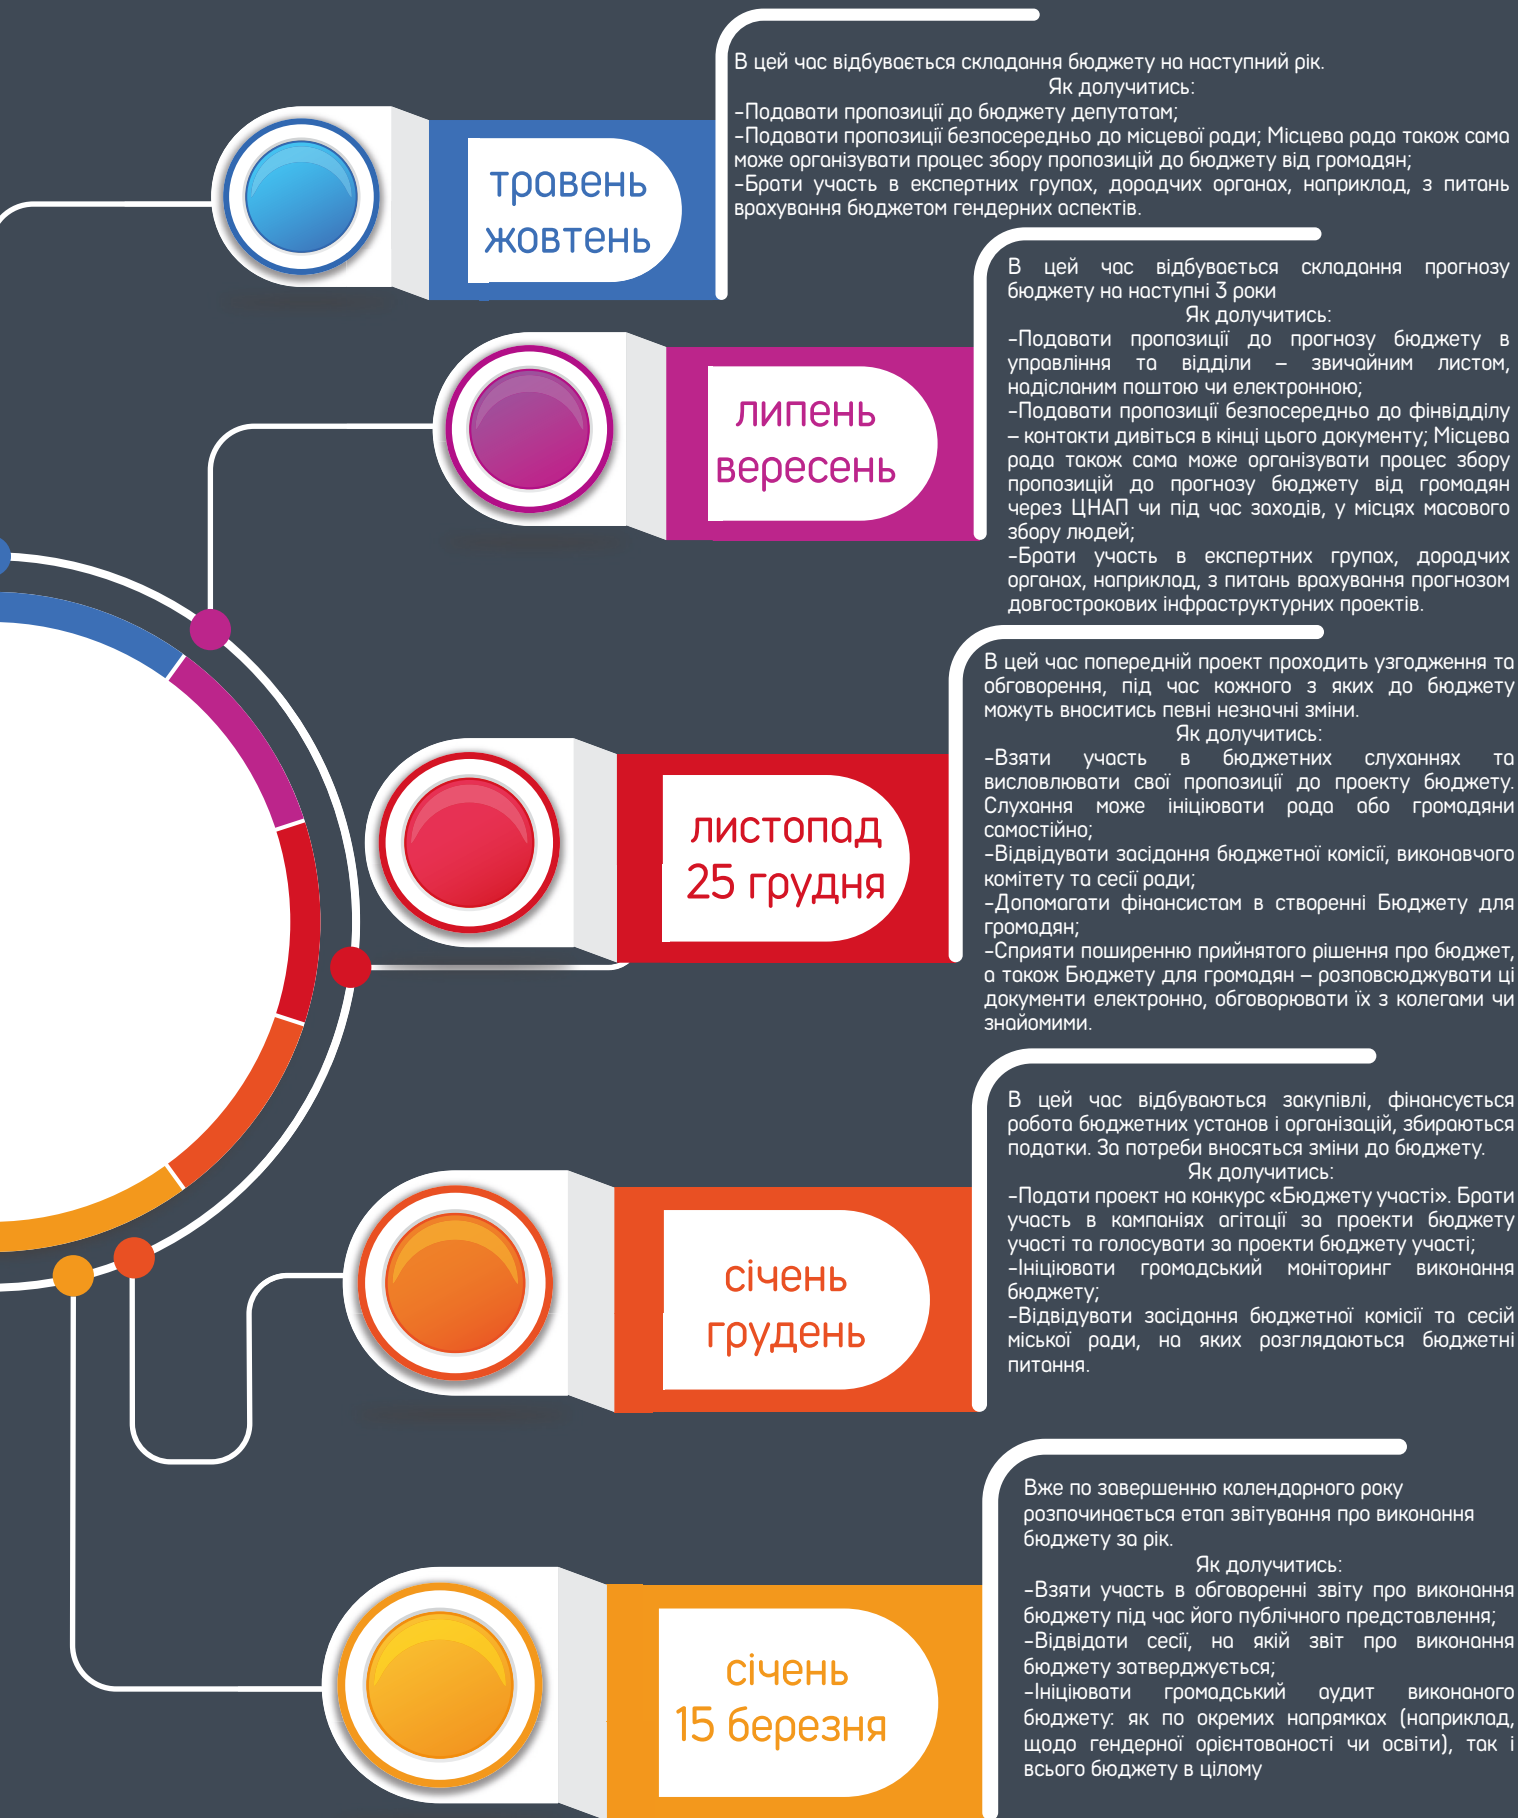 В цей час відбувається складання бюджету на наступний рік.
Як долучитись:
-Подавати пропозиції до бюджету депутатам;
-Подавати пропозиції безпосередньо до місцевої ради; Місцева рада також сама
може організувати процес збору пропозицій до бюджету від громадян;
-Брати участь в експертних групах, дорадчих органах, наприклад, з питань
врахування бюджетом гендерних аспектів.
травень
жовтень
В цей час відбувається складання прогнозу
бюджету на наступні 3 роки
Як долучитись:
-Подавати пропозиції до прогнозу бюджету в
управління та відділи – звичайним листом,
надісланим поштою чи електронною;
-Подавати пропозиції безпосередньо до фінвідділу
– контакти дивіться в кінці цього документу; Місцева
рада також сама може організувати процес збору
пропозицій до прогнозу бюджету від громадян
через ЦНАП чи під час заходів, у місцях масового
збору людей;
-Брати участь в експертних групах, дорадчих
органах, наприклад, з питань врахування прогнозом
довгострокових інфраструктурних проектів.
липень
вересень
В цей час попередній проект проходить узгодження та
обговорення, під час кожного з яких до бюджету
можуть вноситись певні незначні зміни.
Як долучитись:
-Взяти участь в бюджетних слуханнях та
висловлювати свої пропозиції до проекту бюджету.
Слухання може ініціювати рада або громадяни
самостійно;
-Відвідувати засідання бюджетної комісії, виконавчого
комітету та сесії ради;
-Допомагати фінансистам в створенні Бюджету для
громадян;
-Сприяти поширенню прийнятого рішення про бюджет,
а також Бюджету для громадян – розповсюджувати ці
документи електронно, обговорювати їх з колегами чи
знайомими.
листопад
25 грудня
В цей час відбуваються закупівлі, фінансується
робота бюджетних установ і організацій, збираються
податки. За потреби вносяться зміни до бюджету.
Як долучитись:
-Подати проект на конкурс «Бюджету участі». Брати
участь в кампаніях агітації за проекти бюджету
участі та голосувати за проекти бюджету участі;
-Ініціювати громадський моніторинг виконання
бюджету;
-Відвідувати засідання бюджетної комісії та сесій
міської ради, на яких розглядаються бюджетні
питання.
січень
грудень
Вже по завершенню календарного року
розпочинається етап звітування про виконання
бюджету за рік.
Як долучитись:
-Взяти участь в обговоренні звіту про виконання
бюджету під час його публічного представлення;
-Відвідати сесії, на якій звіт про виконання
бюджету затверджується;
-Ініціювати громадський аудит виконаного
бюджету: як по окремих напрямках (наприклад,
щодо гендерної орієнтованості чи освіти), так і
всього бюджету в цілому
січень
15 березня